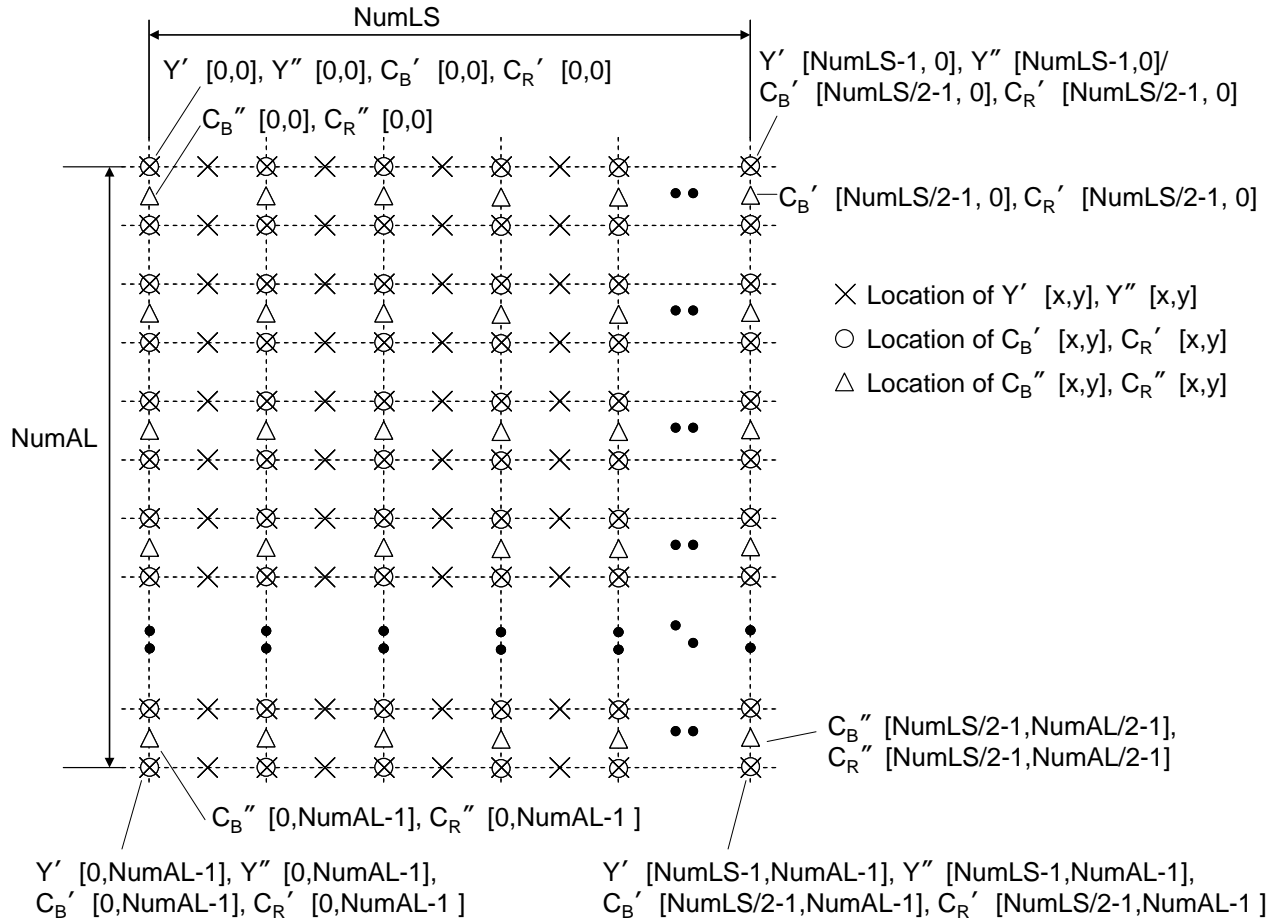 NumLS
Y′ [0,0], Y″ [0,0], CB′ [0,0], CR′ [0,0]
Y′ [NumLS-1, 0], Y″ [NumLS-1,0]/
CB′ [NumLS/2-1, 0], CR′ [NumLS/2-1, 0]
CB″ [0,0], CR″ [0,0]
CB′ [NumLS/2-1, 0], CR′ [NumLS/2-1, 0]
Location of Y′ [x,y], Y″ [x,y]
Location of CB′ [x,y], CR′ [x,y]
Location of CB″ [x,y], CR″ [x,y]
NumAL
CB″ [NumLS/2-1,NumAL/2-1],
CR″ [NumLS/2-1,NumAL/2-1]
CB″ [0,NumAL-1], CR″ [0,NumAL-1 ]
Y′ [0,NumAL-1], Y″ [0,NumAL-1],
CB′ [0,NumAL-1], CR′ [0,NumAL-1 ]
Y′ [NumLS-1,NumAL-1], Y″ [NumLS-1,NumAL-1],
CB′ [NumLS/2-1,NumAL-1], CR′ [NumLS/2-1,NumAL-1 ]